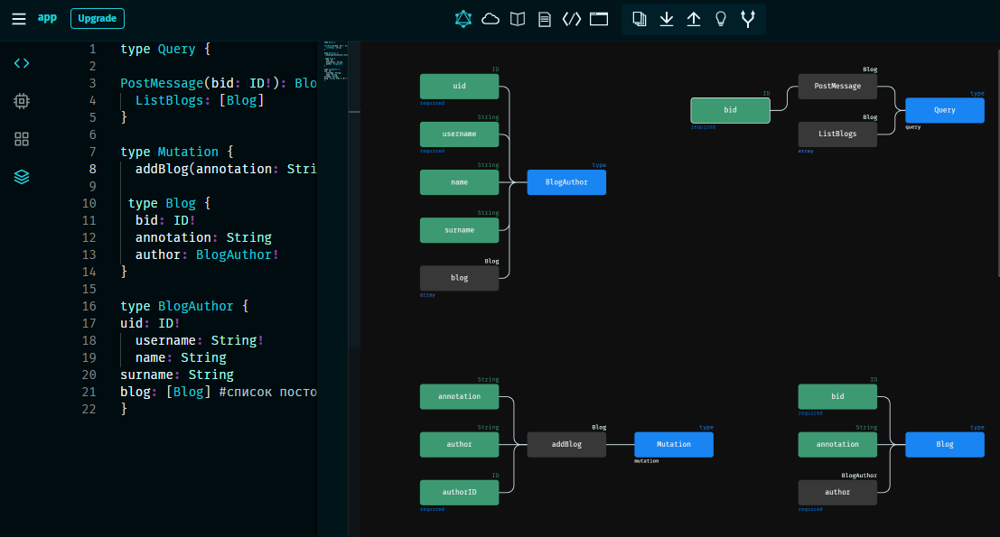 app Upgrade
1 type Query {
2
3 PostMessage(bid: ID!): Blo
4 ListBlogs: [Blog]
5 }
6
7 type Mutation {
8 addBlog(annotation: Stri
9
10 type Blog {
11 bid: ID!
12 annotation: String
13 author: BlogAuthor!
14 }
15
16 type BlogAuthor {
17 uid: ID!
18 username: String!
19 name: String
20 surname: String
21 blog: [Blog] #список посто
22 }
ID
uid
required
String
username
required
String
name
String
surname
Blog
blog
array
type
BlogAuthor
ID
bid
required
Blog
PostMessage
Blog
ListBlogs
array
type
Query
query
String
annotation
String
author
ID
authorID
required
Blog
addBlog
type
Mutation
mutation
ID
bid
required
String
annotation
BlogAuthor
author
required
type
Blog